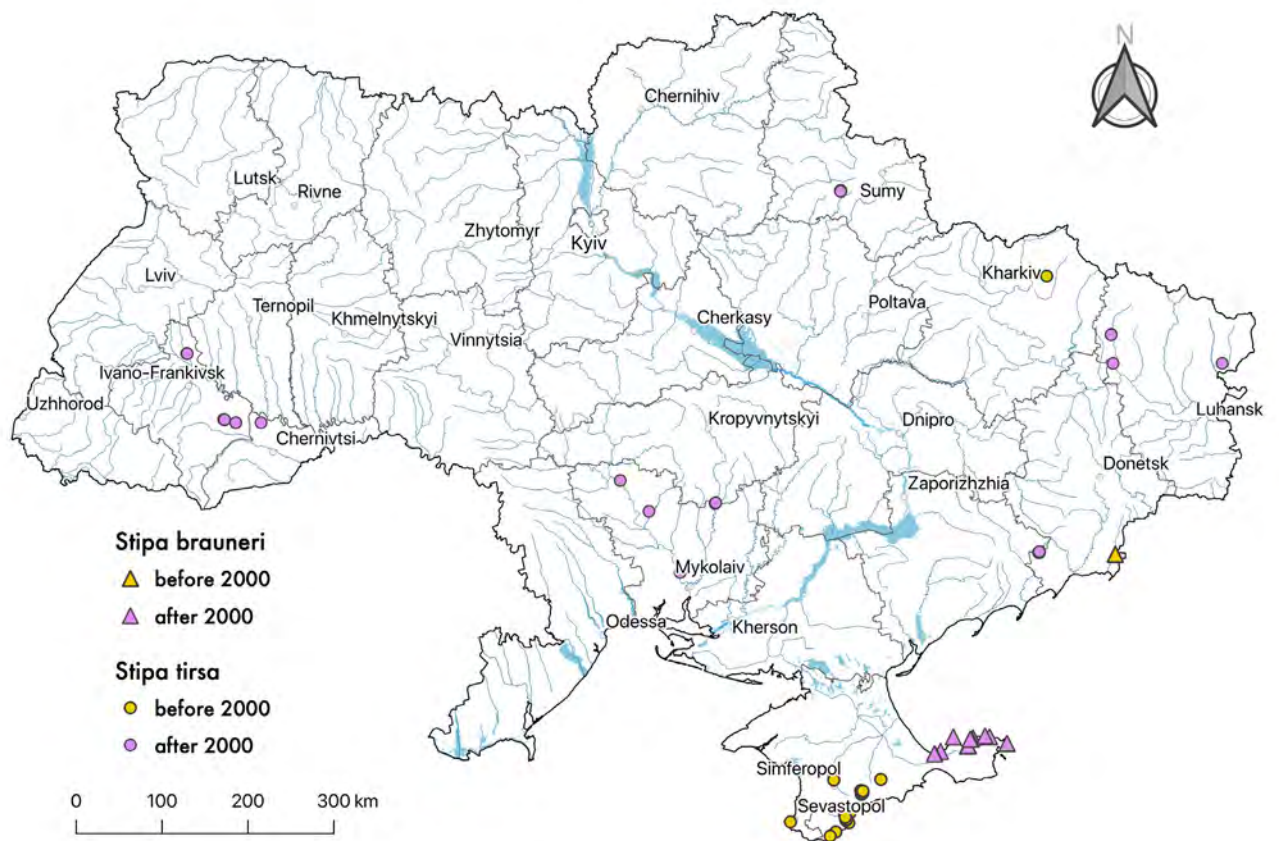 N
Chernihiv
Sumy
Lutsk
Rivne
Zhytomyr
Kyiv
Kharkiv
Lviv
Ternopil
Khmelnytskyi
Vinnytsia
Cherkasy
Poltava
Ivano-Frankivsk
Uzhhorod
Chernivtsi
Kropyvnytskyi
Dnipro
Luhansk
Donetsk
Zaporizhzhia
Stipa brauneri
before 2000
after 2000
Mykolaiv
Odessa
Kherson
Stipa tirsa
before 2000
after 2000
Simferopol
Sevastopol
0 100 200 300 km